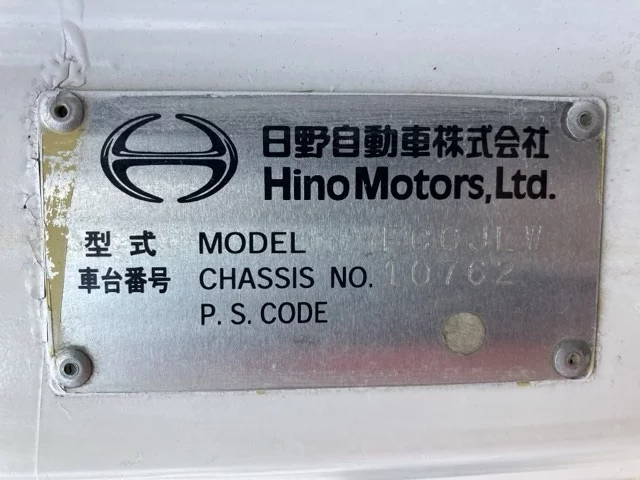 日野自動車株式会社
Hino Motors, Ltd.
型式 MODEL FC6JLW
車台番号 CHASSIS NO. 10762
P. S. CODE